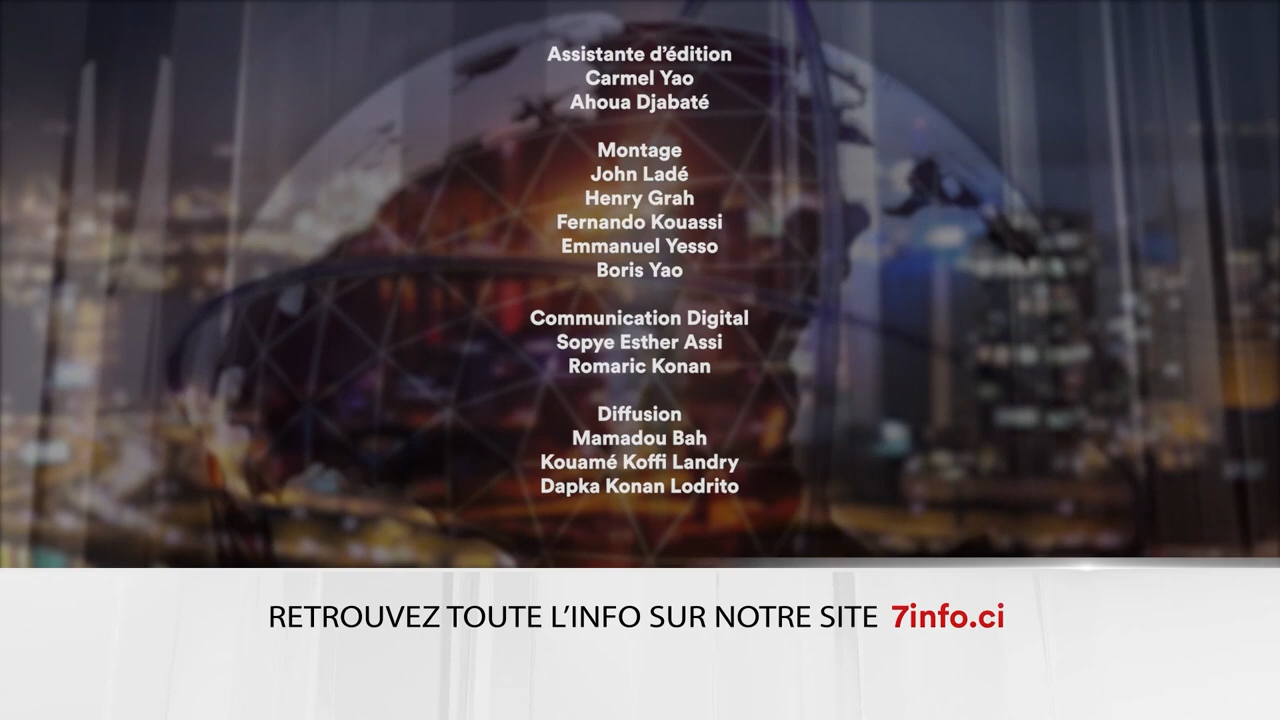 Assistante d’édition
Carmel Yao
Ahoua Djabaté
Montage
John Ladé
Henry Grah
Fernando Kouassi
Emmanuel Yesso
Boris Yao
Communication Digital
Sopye Esther Assi
Romaric Konan
Diffusion
Mamadou Bah
Kouamé Koffi Landry
Dapka Konan Lodrito
RETROUVEZ TOUTE L’INFO SUR NOTRE SITE 7info.ci